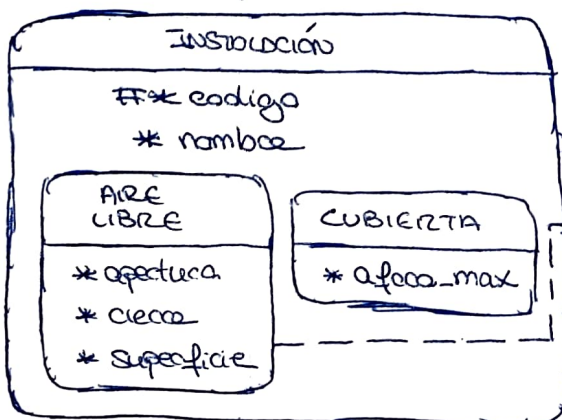 INSTALACIÓN
#* codigo
* nombre
AIRE
LIBRE
* apertura
* cierre
* superficie
CUBIERTA
* aforo_max